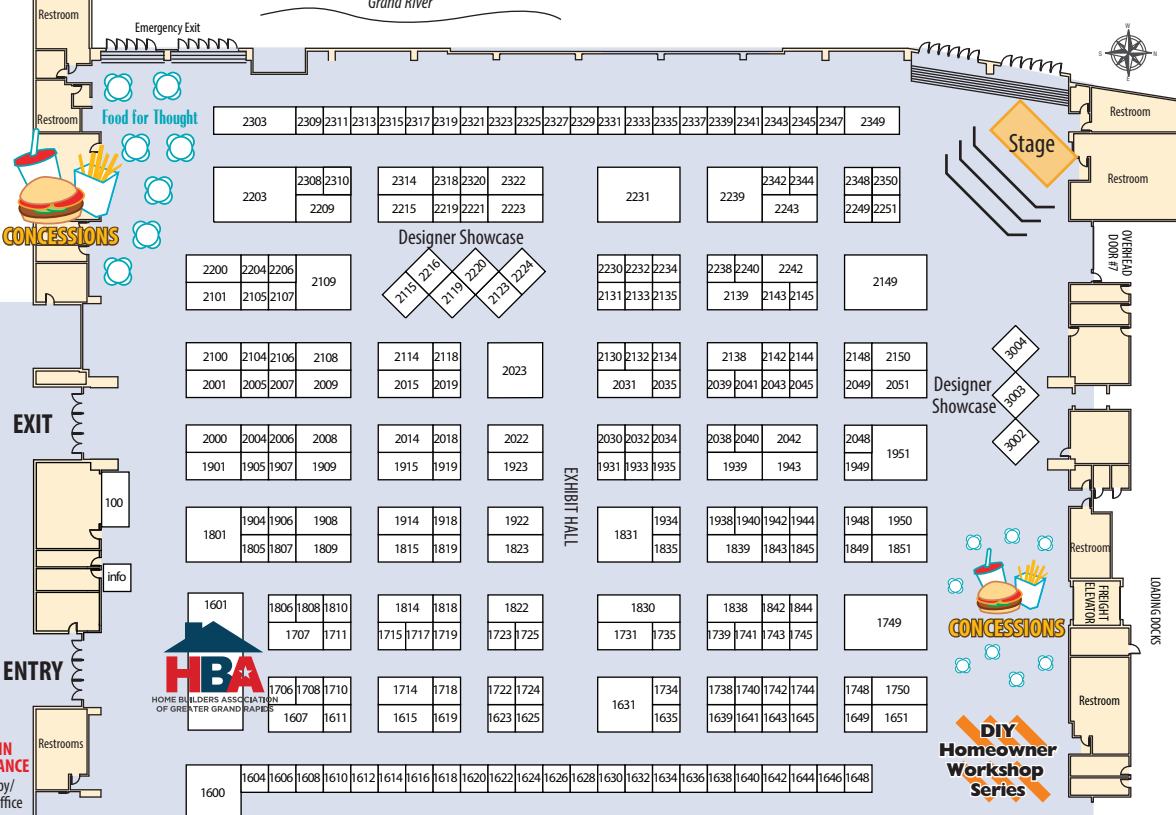 Grand River
Restroom
Emergency Exit
W
S N
E
Restroom
Food for Thought
2303 2309 2311 2313 2315 2317 2319 2321 2323 2325 2327 2329 2331 2333 2335 2337 2339 2341 2343 2345 2347 2349
Restroom
Stage
Restroom
CONCESSIONS
2203 2308 2310 2314 2318 2320 2322 2231 2239 2342 2344 2348 2350
2209 2215 2219 2221 2223 2243 2249 2251
Designer Showcase
OVERHEAD
DOOR #7
2216 2220 2224
2115 2119 2123
2200 2204 2206 2109 2230 2232 2234 2238 2240 2242 2149
2101 2105 2107 2131 2133 2135 2139 2143 2145
2100 2104 2106 2108 2114 2118 2023 2130 2132 2134 2138 2142 2144 2148 2150
2001 2005 2007 2009 2015 2019 2031 2035 2039 2041 2043 2045 2049 2051
Designer
Showcase
3004
3003
3002
EXIT
2000 2004 2006 2008 2014 2018 2022 2030 2032 2034 2038 2040 2042 2048 1951
1901 1905 1907 1909 1915 1919 1923 1931 1933 1935 1939 1943 1949
EXHIBIT HALL
100
1801 1904 1906 1908 1914 1918 1922 1831 1934 1938 1940 1942 1944 1948 1950
1805 1807 1809 1815 1819 1823 1835 1839 1843 1845 1849 1851
Restroom
info
FREIGHT
ELEVATOR
LOADING DOCKS
CONCESSIONS
1601 1806 1808 1810 1814 1818 1822 1830 1838 1842 1844 1749
1707 1711 1715 1717 1719 1723 1725 1731 1735 1739 1741 1743 1745
ENTRY
HBA
HOME BUILDERS ASSOCIATION
OF GREATER GRAND RAPIDS
1706 1708 1710 1714 1718 1722 1724 1631 1734 1738 1740 1742 1744 1748 1750
1607 1611 1615 1619 1623 1625 1635 1639 1641 1643 1645 1649 1651
Restroom
Restrooms
IN
ANCE
by/
ffice
DIY
Homeowner
Workshop
Series
1600 1604 1606 1608 1610 1612 1614 1616 1618 1620 1622 1624 1626 1628 1630 1632 1634 1636 1638 1640 1642 1644 1646 1648